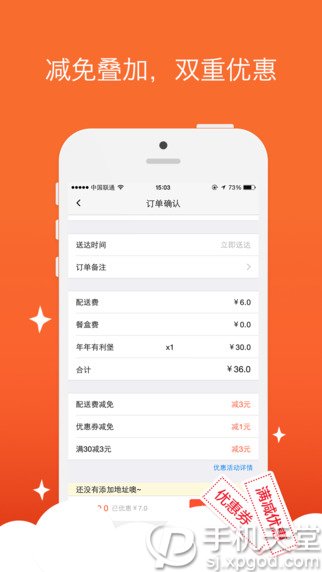 减免叠加，双重优惠
中国联通 15:03 73%
订单确认
送达时间 立即送达
订单备注
配送费 ¥6.0
餐盒费 ¥0.0
年年有利堡 x1 ¥30.0
合计 ¥36.0
配送费减免 减3元
优惠券减免 减1元
满30减3元 减3元
优惠活动详情
还没有添加地址噢~
已优惠¥7.0
优惠券
满减优惠
手机天堂
sj.xpgod.com